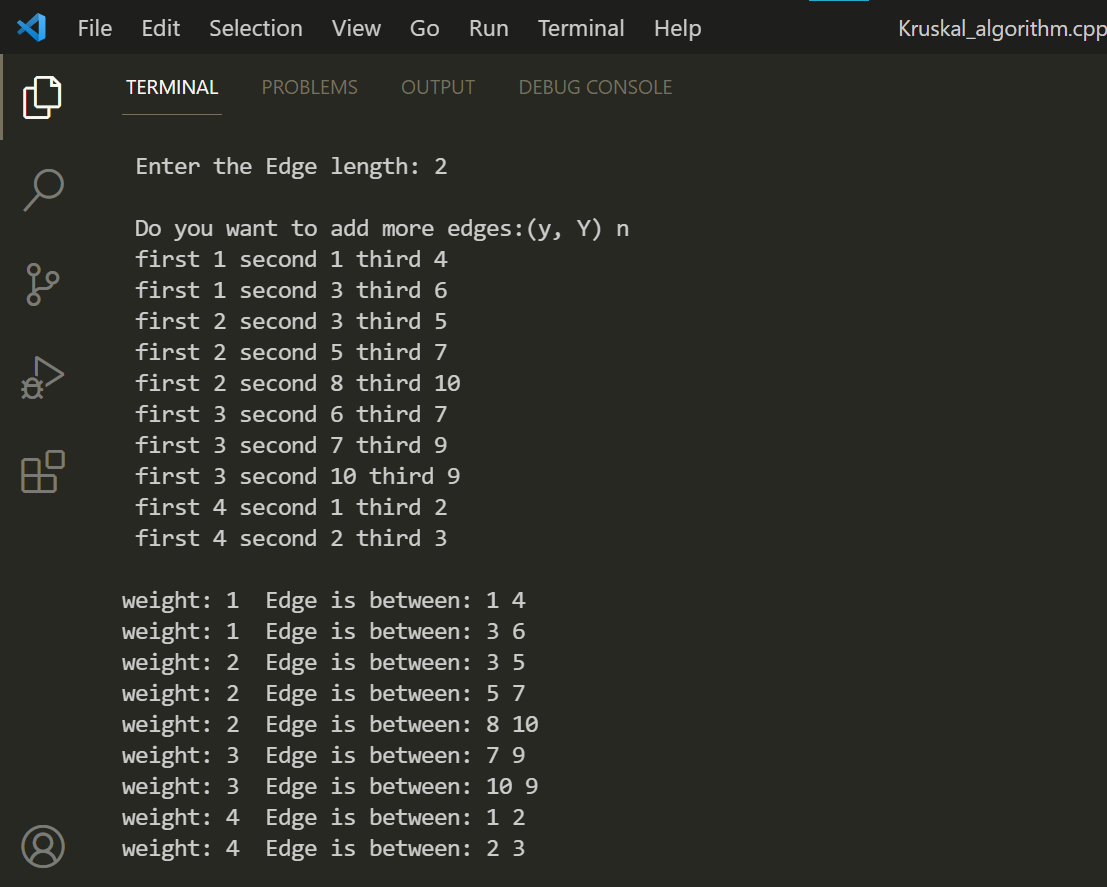 File Edit Selection View Go Run Terminal Help Kruskal_algorithm.cpp
TERMINAL PROBLEMS OUTPUT DEBUG CONSOLE
Enter the Edge length: 2
Do you want to add more edges:(y, Y) n
first 1 second 1 third 4
first 1 second 3 third 6
first 2 second 3 third 5
first 2 second 5 third 7
first 2 second 8 third 10
first 3 second 6 third 7
first 3 second 7 third 9
first 3 second 10 third 9
first 4 second 1 third 2
first 4 second 2 third 3
weight: 1  Edge is between: 1 4
weight: 1  Edge is between: 3 6
weight: 2  Edge is between: 3 5
weight: 2  Edge is between: 5 7
weight: 2  Edge is between: 8 10
weight: 3  Edge is between: 7 9
weight: 3  Edge is between: 10 9
weight: 4  Edge is between: 1 2
weight: 4  Edge is between: 2 3